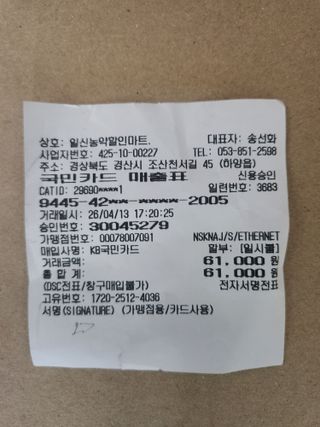 상호: 일신농약할인마트. 대표자: 송선화
사업자번호: 425-10-00227 TEL: 053-851-2598
주소: 경상북도 경산시 조산천서길 45 (하양읍)
국민카드 매출표 신용승인
CATID: 29690****1 일련번호: 3683
9445-42**-****-2005
거래일시: 26/04/13 17:20:25
승인번호: 30045279
가맹점번호: 00078007091 NSKNAJ/S/ETHERNET
매입사명: KB국민카드 할부: [일시불]
거래금액: 61,000 원
총 합계: 61,000 원
(DSC전표/창구매입불가) 전자서명전표
고유번호: 1720-2512-4036
서명(SIGNATURE) (가맹점용/카드사용)